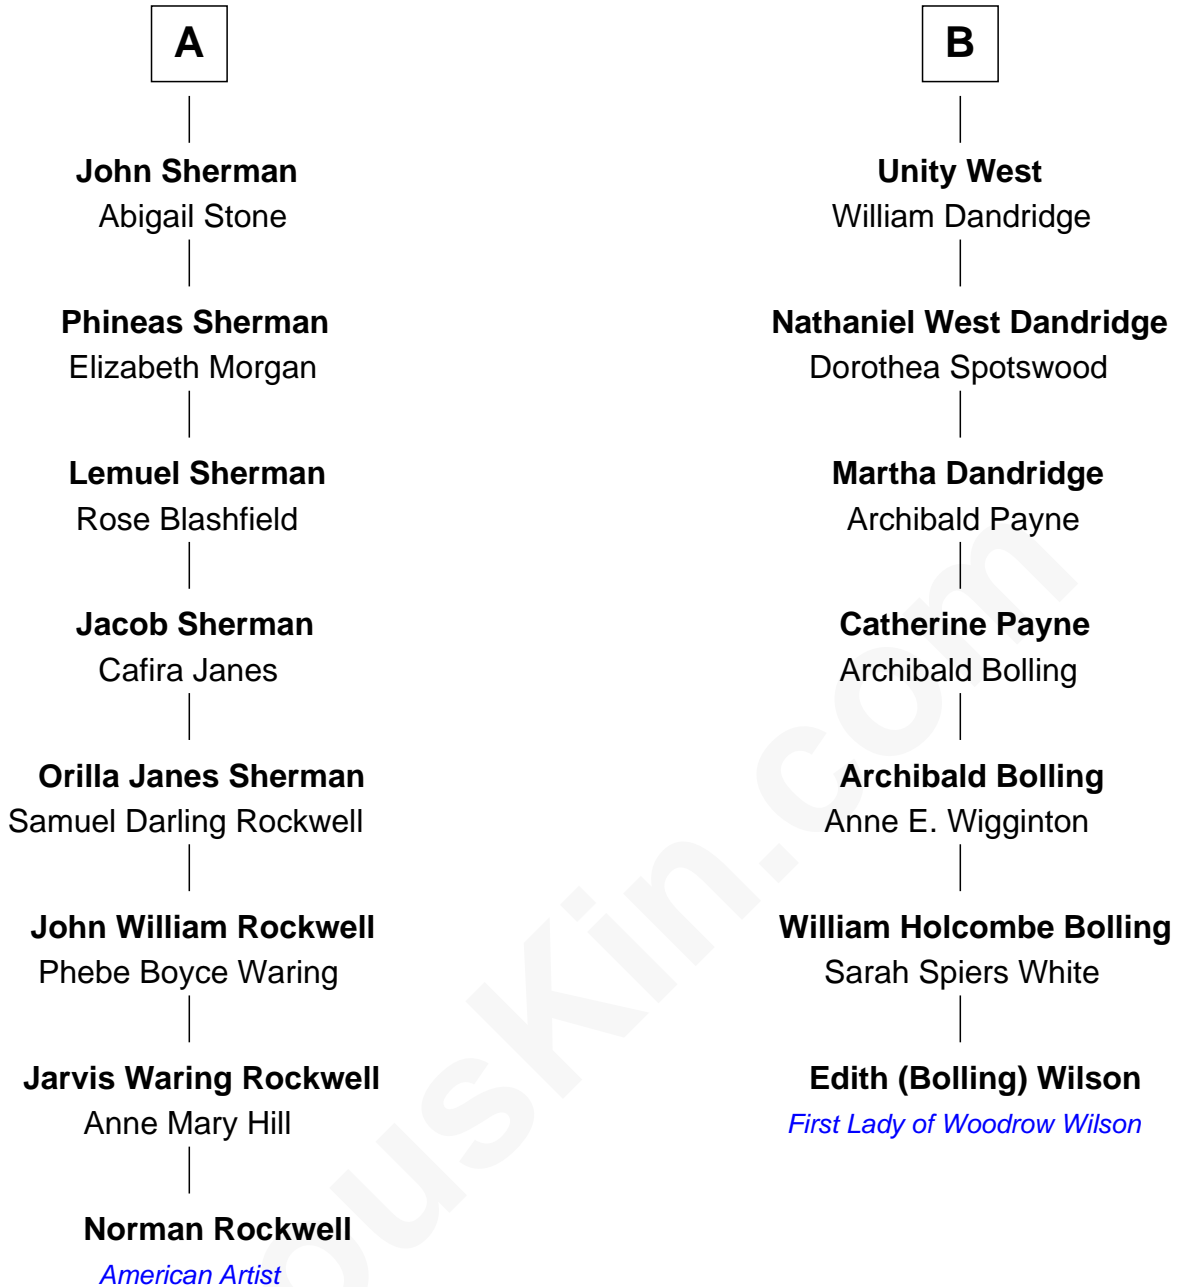 A
John Sherman
Abigail Stone
Phineas Sherman
Elizabeth Morgan
Lemuel Sherman
Rose Blashfield
Jacob Sherman
Cafira Janes
Orilla Janes Sherman
Samuel Darling Rockwell
John William Rockwell
Phebe Boyce Waring
Jarvis Waring Rockwell
Anne Mary Hill
Norman Rockwell
American Artist
B
Unity West
William Dandridge
Nathaniel West Dandridge
Dorothea Spotswood
Martha Dandridge
Archibald Payne
Catherine Payne
Archibald Bolling
Archibald Bolling
Anne E. Wigginton
William Holcombe Bolling
Sarah Spiers White
Edith (Bolling) Wilson
First Lady of Woodrow Wilson
ousKin.com